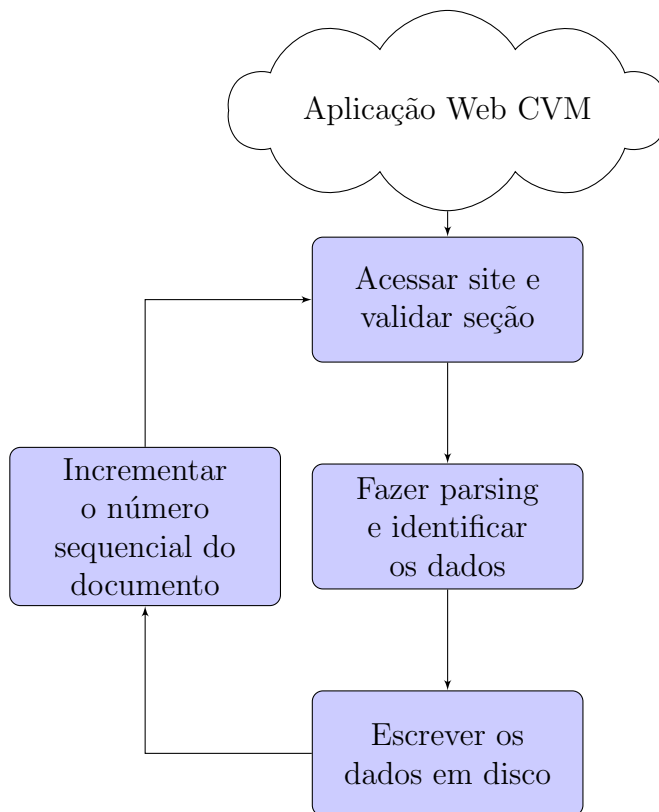 Aplicação Web CVM
Acessar site e
validar seção
Incrementar
o número
sequencial do
documento
Fazer parsing
e identificar
os dados
Escrever os
dados em disco